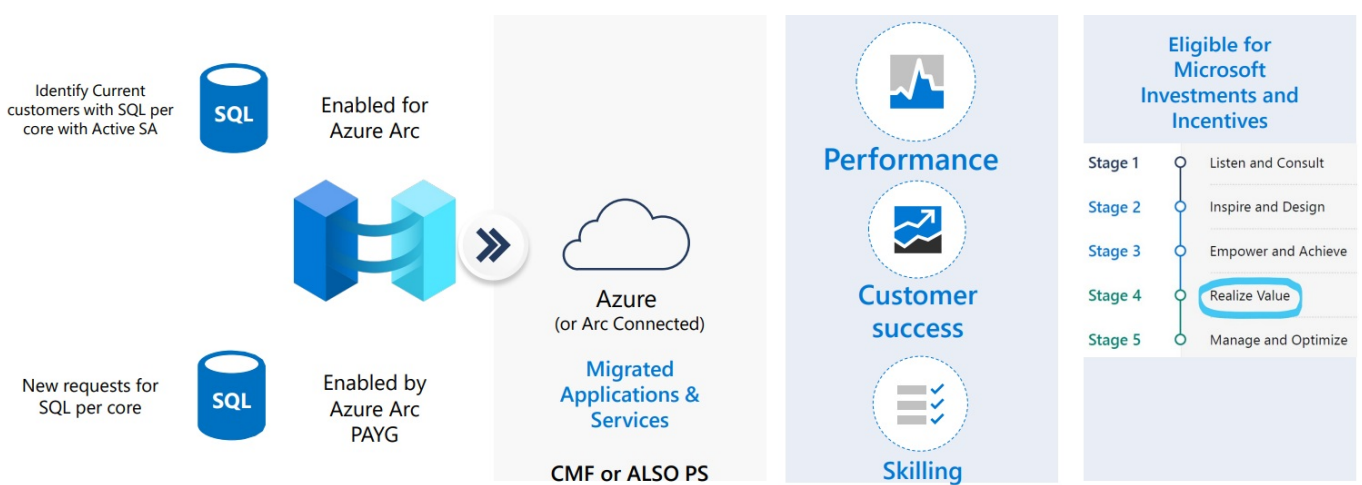 Identify Current
customers with SQL per
core with Active SA
SQL
Enabled for
Azure Arc
New requests for
SQL per core
SQL
Enabled by
Azure Arc
PAYG
Azure
(or Arc Connected)
Migrated
Applications &
Services
CMF or ALSO PS
Performance
Customer
success
Skilling
Eligible for
Microsoft
Investments and
Incentives
Stage 1 Listen and Consult
Stage 2 Inspire and Design
Stage 3 Empower and Achieve
Stage 4 Realize Value
Stage 5 Manage and Optimize